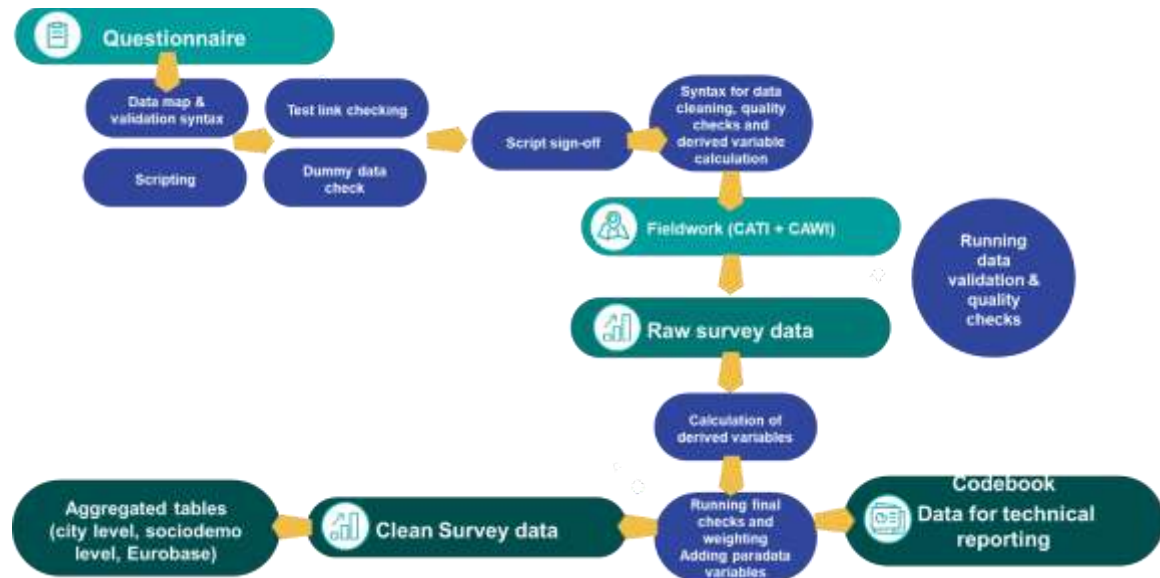 Questionnaire
Data map &
validation syntax
Test link checking
Scripting
Dummy data
check
Script sign-off
Syntax for data
cleaning, quality
checks and
derived variable
calculation
Fieldwork (CATI + CAWI)
Running
data
validation &
quality
checks
Raw survey data
Calculation of
derived variables
Running final
checks and
weighting
Adding paradata
variables
Codebook
Data for technical
reporting
Clean Survey data
Aggregated tables
(city level, sociodemo
level, Eurobase)